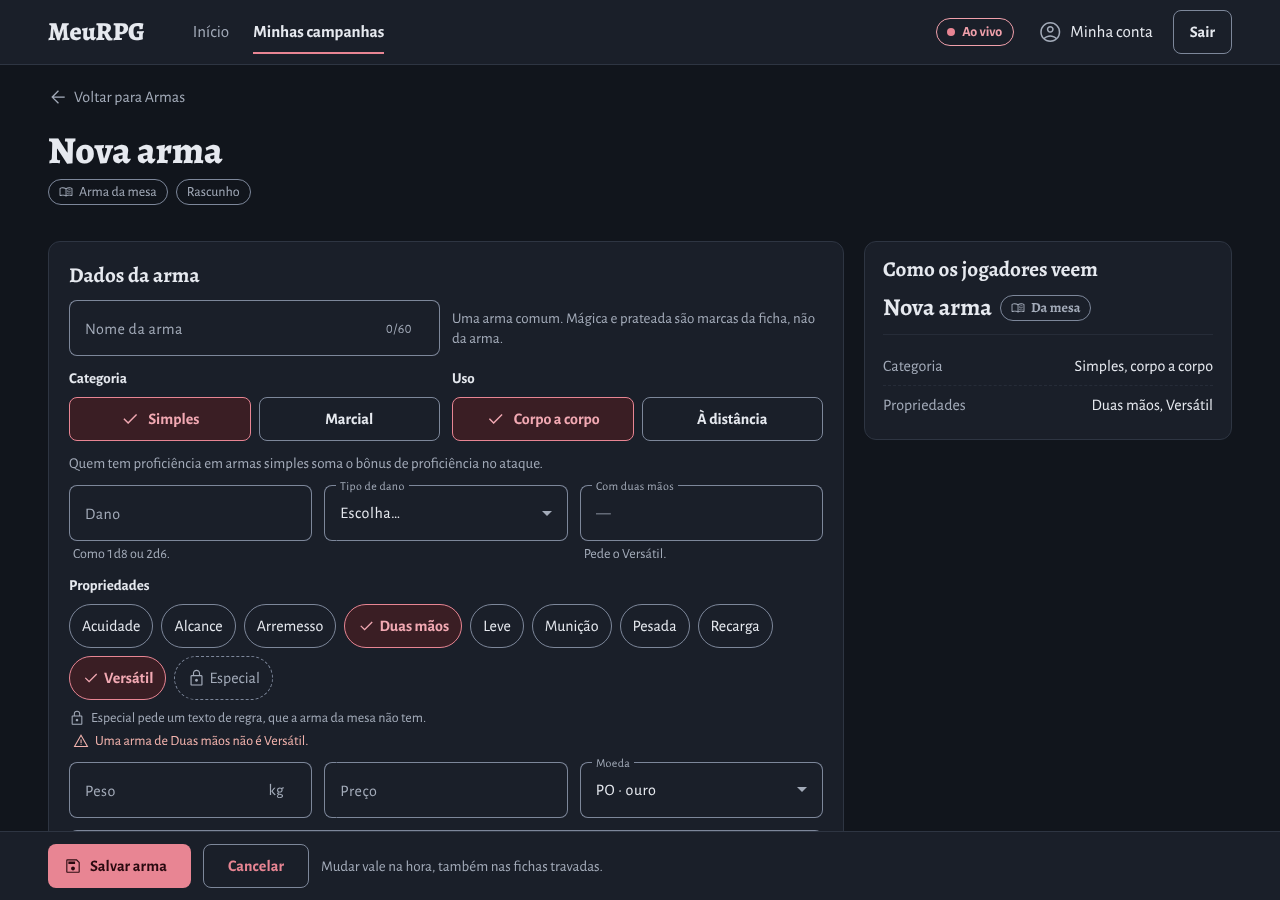 MeuRPG
Início
Minhas campanhas
Ao vivo
Minha conta
Sair
Voltar para Armas
Nova arma
Arma da mesa
Rascunho
Dados da arma
Nome da arma
0/60
Uma arma comum. Mágica e prateada são marcas da ficha, não
da arma.
Categoria
Uso
Simples
Marcial
Corpo a corpo
À distância
Quem tem proficiência em armas simples soma o bônus de proficiência no ataque.
Dano
Tipo de dano
Escolha…
Com duas mãos
—
Como 1d8 ou 2d6.
Pede o Versátil.
Propriedades
Acuidade
Alcance
Arremesso
Duas mãos
Leve
Munição
Pesada
Recarga
Versátil
Especial
Especial pede um texto de regra, que a arma da mesa não tem.
Uma arma de Duas mãos não é Versátil.
Peso
kg
Preço
Moeda
PO · ouro
Como os jogadores veem
Nova arma
Da mesa
Categoria
Simples, corpo a corpo
Propriedades
Duas mãos, Versátil
Salvar arma
Cancelar
Mudar vale na hora, também nas fichas travadas.